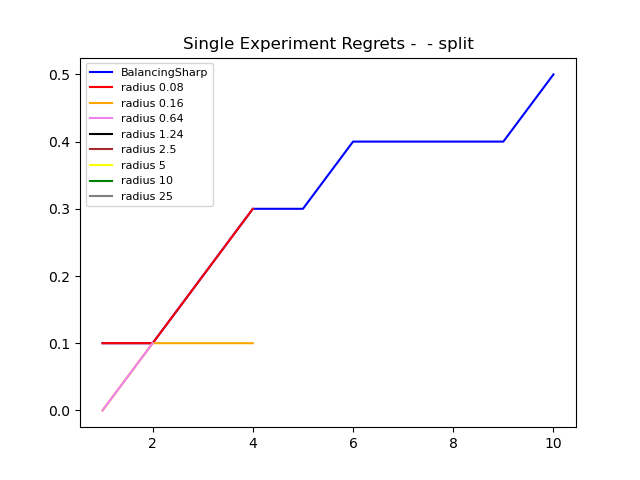 Single Experiment Regrets -  - split
BalancingSharp
radius 0.08
radius 0.16
radius 0.64
radius 1.24
radius 2.5
radius 5
radius 10
radius 25
0.5
0.4
0.3
0.2
0.1
0.0
2 4 6 8 10